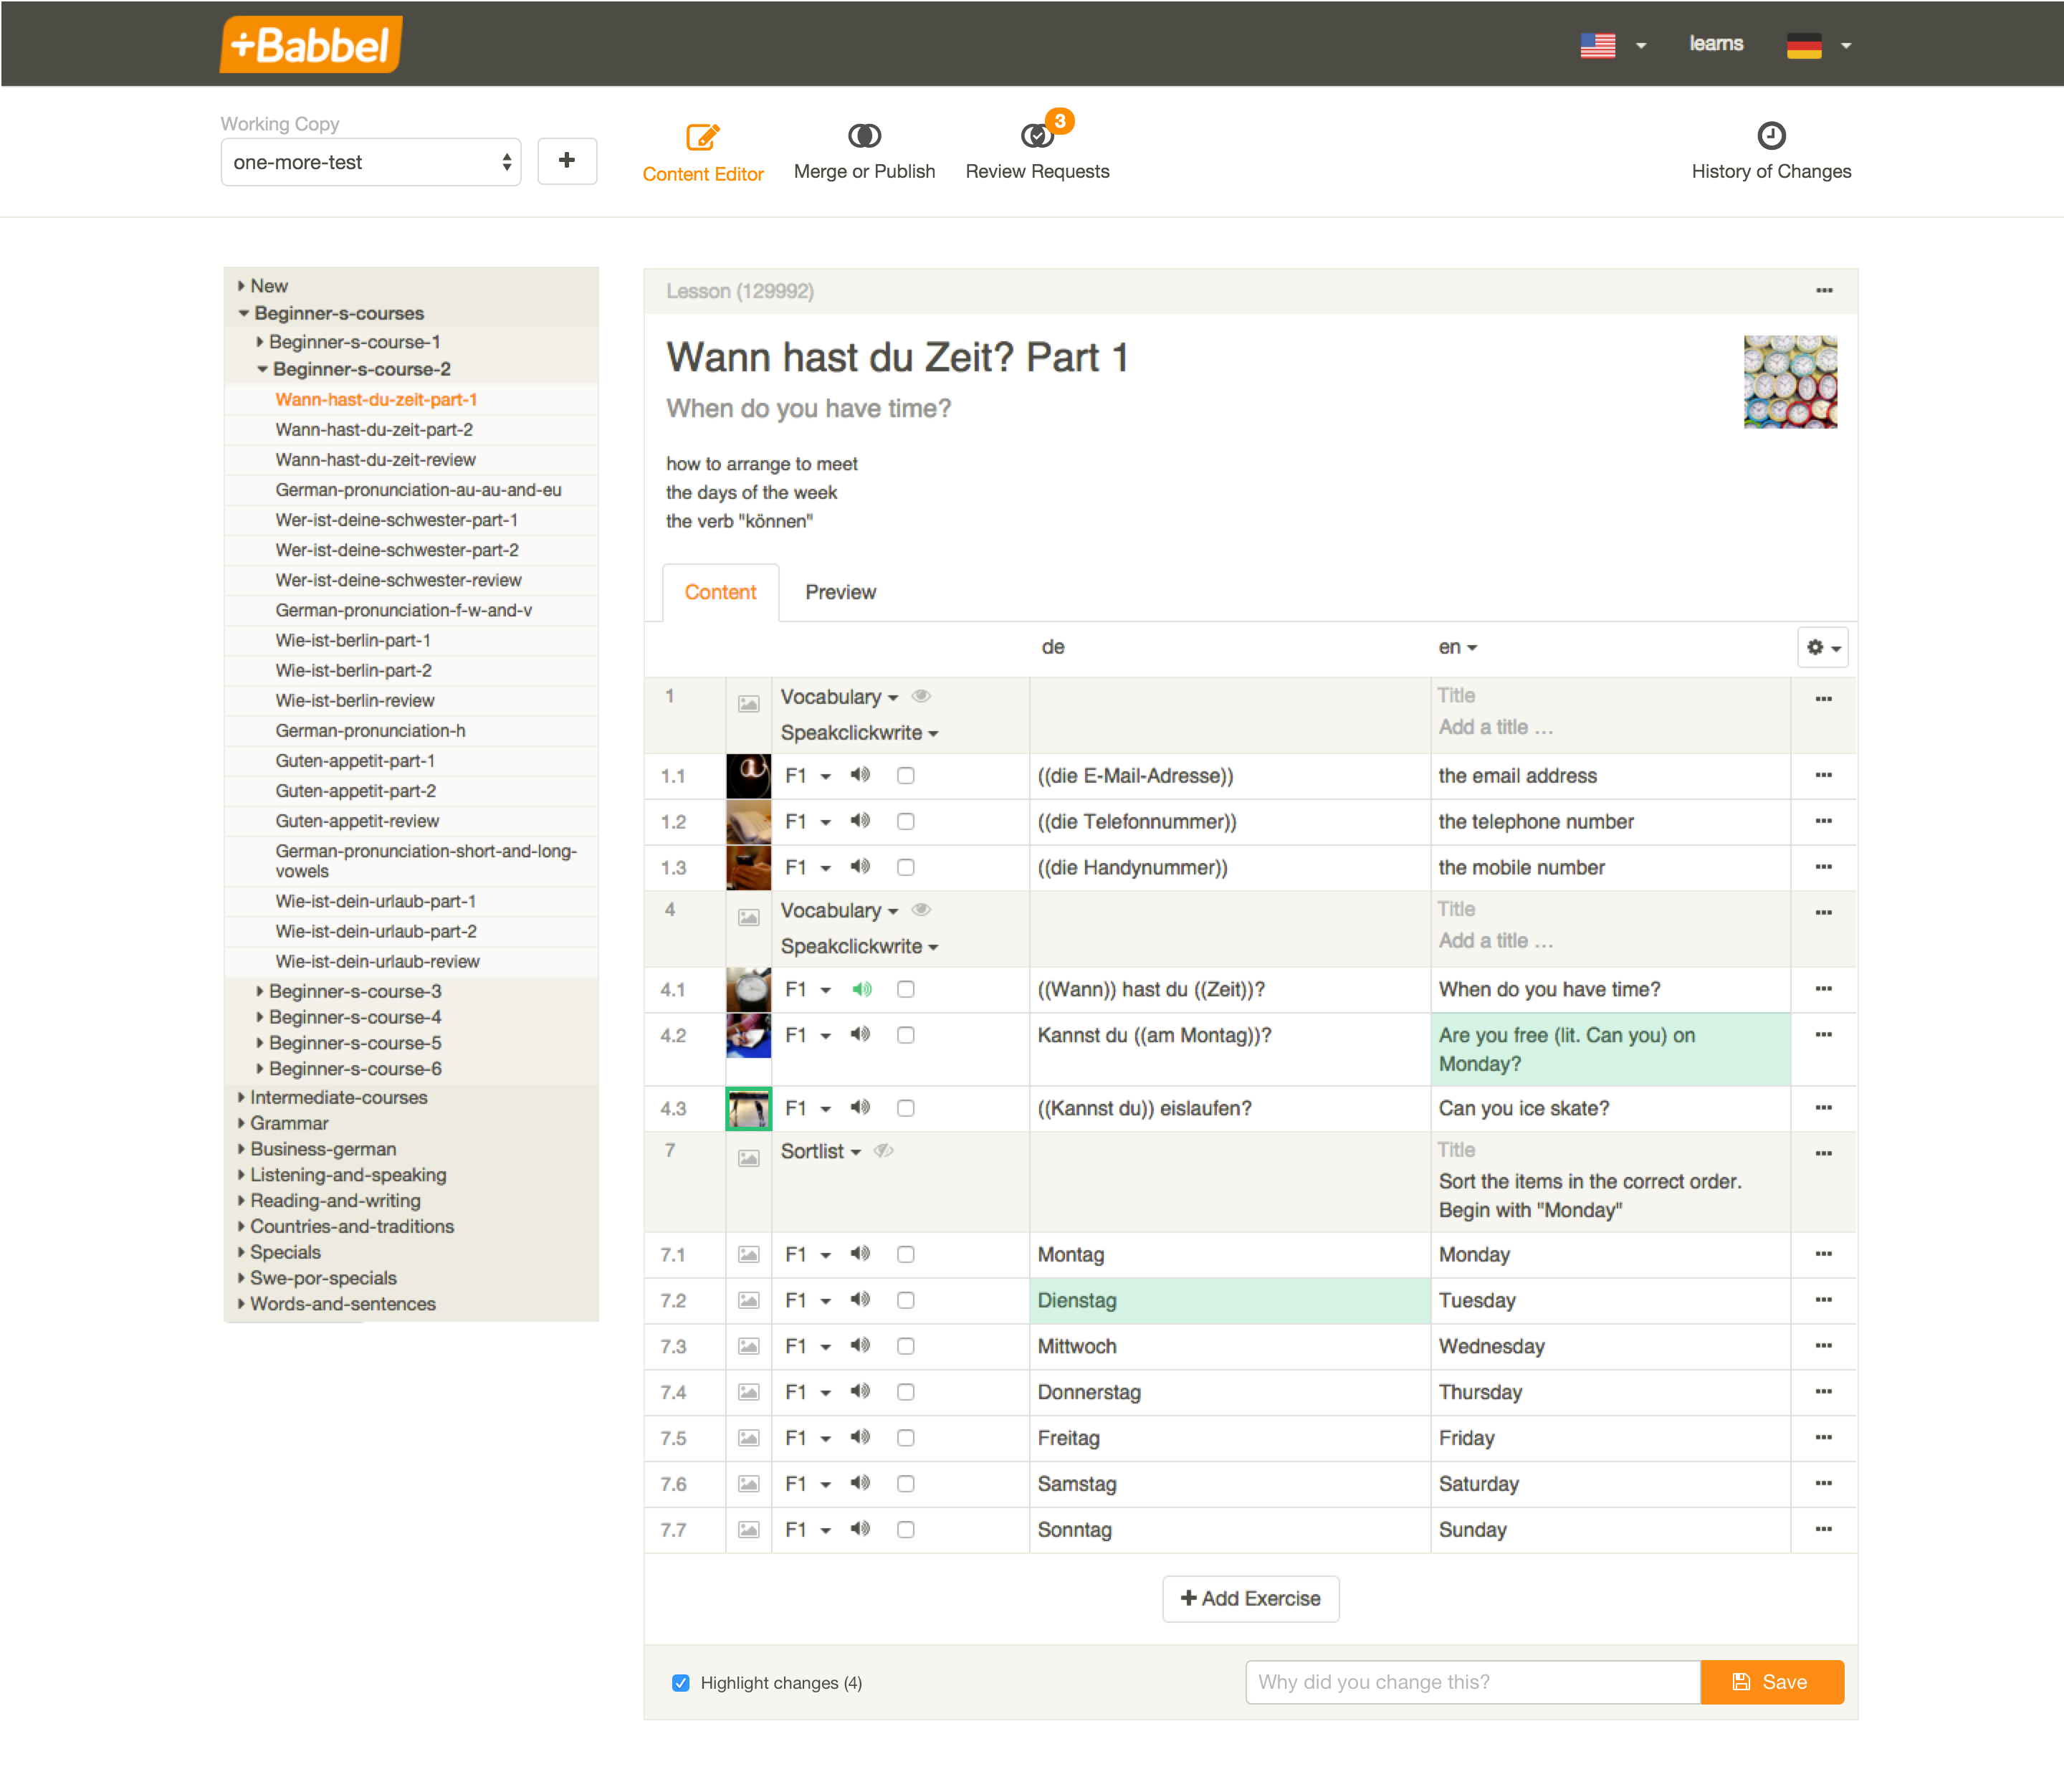 +Babbel
learns
Working Copy
one-more-test
+
Content Editor
Merge or Publish
3
Review Requests
History of Changes
New
Beginner-s-courses
Beginner-s-course-1
Beginner-s-course-2
Wann-hast-du-zeit-part-1
Wann-hast-du-zeit-part-2
Wann-hast-du-zeit-review
German-pronunciation-au-au-and-eu
Wer-ist-deine-schwester-part-1
Wer-ist-deine-schwester-part-2
Wer-ist-deine-schwester-review
German-pronunciation-f-w-and-v
Wie-ist-berlin-part-1
Wie-ist-berlin-part-2
Wie-ist-berlin-review
German-pronunciation-h
Guten-appetit-part-1
Guten-appetit-part-2
Guten-appetit-review
German-pronunciation-short-and-long-
vowels
Wie-ist-dein-urlaub-part-1
Wie-ist-dein-urlaub-part-2
Wie-ist-dein-urlaub-review
Beginner-s-course-3
Beginner-s-course-4
Beginner-s-course-5
Beginner-s-course-6
Intermediate-courses
Grammar
Business-german
Listening-and-speaking
Reading-and-writing
Countries-and-traditions
Specials
Swe-por-specials
Words-and-sentences
Lesson (129992)
Wann hast du Zeit? Part 1
When do you have time?
how to arrange to meet
the days of the week
the verb "können"
Content Preview
de en
1 Vocabulary Title
Speakclickwrite Add a title ...
1.1 F1 ((die E-Mail-Adresse)) the email address
1.2 F1 ((die Telefonnummer)) the telephone number
1.3 F1 ((die Handynummer)) the mobile number
4 Vocabulary Title
Speakclickwrite Add a title ...
4.1 F1 ((Wann)) hast du ((Zeit))? When do you have time?
4.2 F1 Kannst du ((am Montag))? Are you free (lit. Can you) on
Monday?
4.3 F1 ((Kannst du)) eislaufen? Can you ice skate?
7 Sortlist Title
Sort the items in the correct order.
Begin with "Monday"
7.1 F1 Montag Monday
7.2 F1 Dienstag Tuesday
7.3 F1 Mittwoch Wednesday
7.4 F1 Donnerstag Thursday
7.5 F1 Freitag Friday
7.6 F1 Samstag Saturday
7.7 F1 Sonntag Sunday
+ Add Exercise
Highlight changes (4)
Why did you change this?
Save